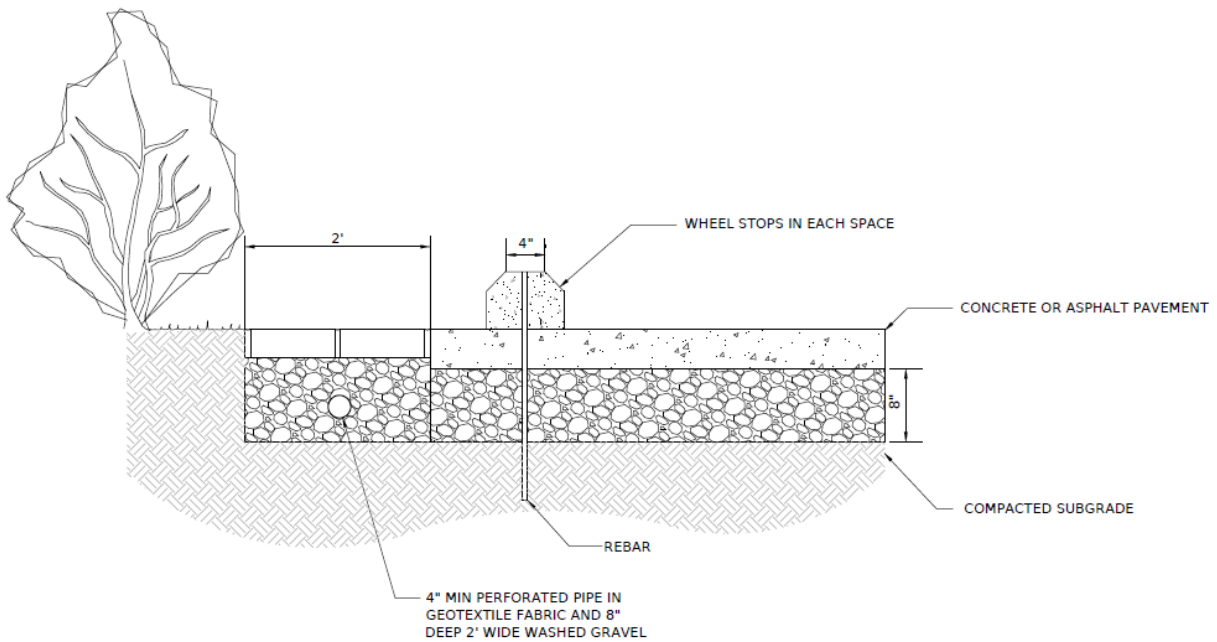 2'
4"
WHEEL STOPS IN EACH SPACE
CONCRETE OR ASPHALT PAVEMENT
8"
COMPACTED SUBGRADE
REBAR
4" MIN PERFORATED PIPE IN
GEOTEXTILE FABRIC AND 8"
DEEP 2' WIDE WASHED GRAVEL